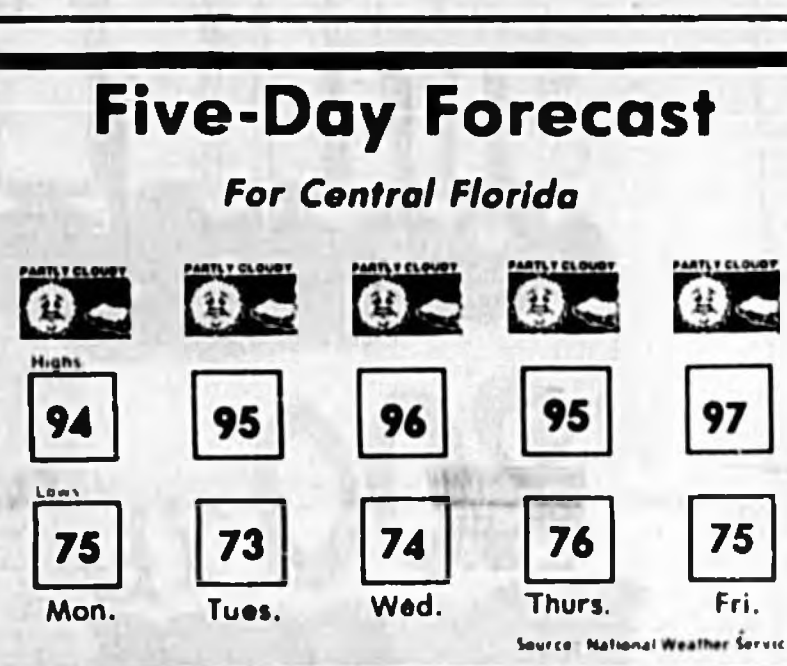 Five-Day Forecast
For Central Florida
PARTLY CLOUDY PARTLY CLOUDY PARTLY CLOUDY PARTLY CLOUDY PARTLY CLOUDY
Highs
94 95 96 95 97
Lows
75 73 74 76 75
Mon. Tues. Wed. Thurs. Fri.
Source: National Weather Servic